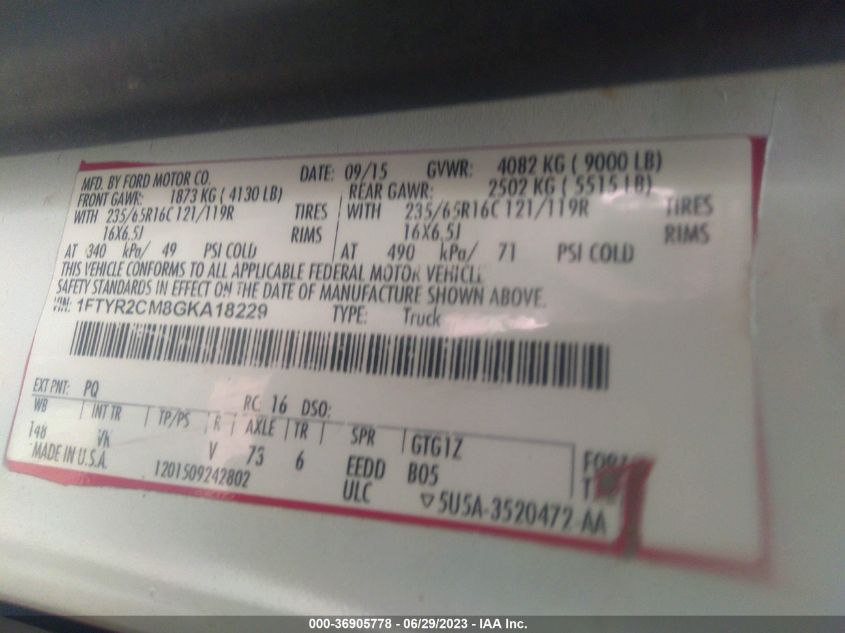 MFD. BY FORD MOTOR CO. DATE: 09/15 GVWR: 4082 KG ( 9000 LB)
FRONT GAWR: 1873 KG ( 4130 LB) REAR GAWR: 2502 KG ( 5515 LB)
WITH 235/65R16C 121/119R TIRES WITH 235/65R16C 121/119R TIRES
16X6.5J RIMS 16X6.5J RIMS
AT 340 kPa/ 49 PSI COLD AT 490 kPa/ 71 PSI COLD
THIS VEHICLE CONFORMS TO ALL APPLICABLE FEDERAL MOTOR VEHICLE
SAFETY STANDARDS IN EFFECT ON THE DATE OF MANUFACTURE SHOWN ABOVE.
VIN: 1FTYR2CM8GKA18229 TYPE: Truck
EXT PNT: PQ RC: 16 DSO:
WB INT TR TP/PS R AXLE TR SPR GTG1Z
148 VK V 73 6 EEDD B05
MADE IN U.S.A. 1201509242802 ULC ▽5U5A-3520472-AA
000-36905778 - 06/29/2023 - IAA Inc.